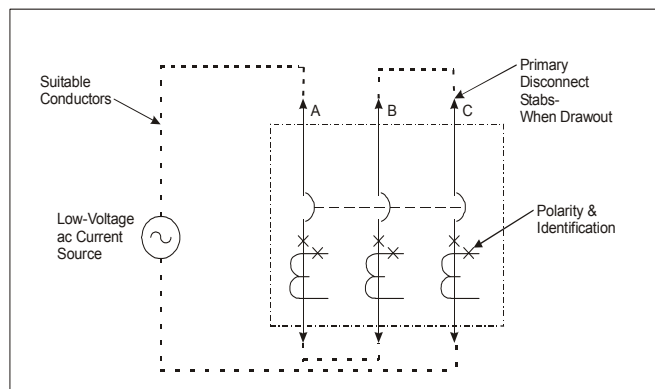 Suitable
Conductors
Primary
Disconnect
Stabs-
When Drawout
A
B
C
Low-Voltage
ac Current
Source
Polarity &
Identification